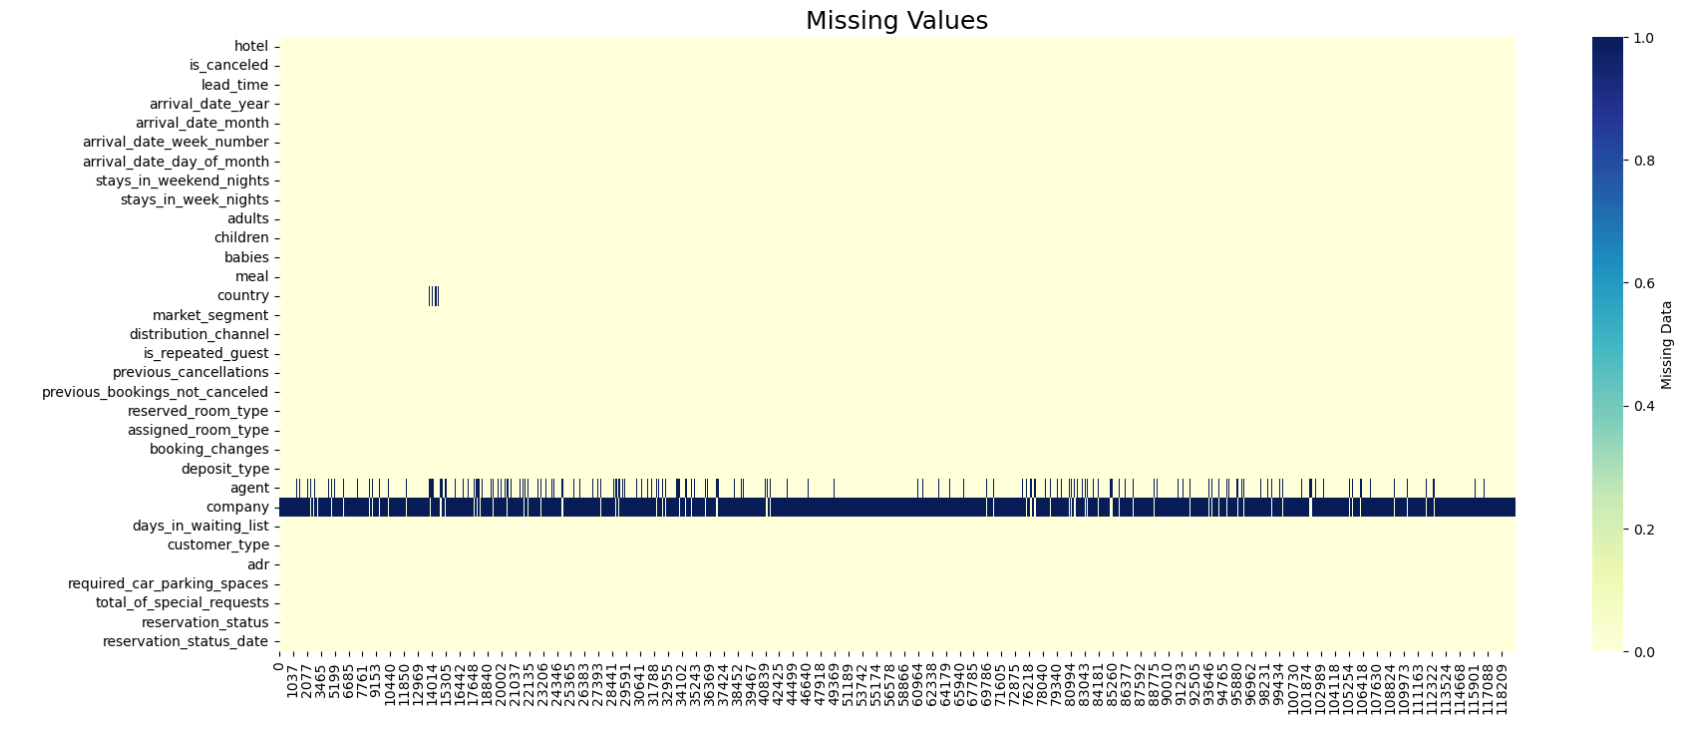 Missing Values
hotel
is_canceled
lead_time
arrival_date_year
arrival_date_month
arrival_date_week_number
arrival_date_day_of_month
stays_in_weekend_nights
stays_in_week_nights
adults
children
babies
meal
country
market_segment
distribution_channel
is_repeated_guest
previous_cancellations
previous_bookings_not_canceled
reserved_room_type
assigned_room_type
booking_changes
deposit_type
agent
company
days_in_waiting_list
customer_type
adr
required_car_parking_spaces
total_of_special_requests
reservation_status
reservation_status_date
0
1037
2077
3465
5199
6685
7761
9153
10440
11850
12969
14014
15305
16442
17648
18840
20002
21037
22135
23206
24346
25365
26383
27393
28441
29591
30641
31788
32955
34102
35243
36369
37424
38452
39467
40839
42425
44499
46640
47918
49369
51189
53742
55174
56578
58666
60964
62338
64179
65940
67785
69786
71605
72875
76218
78040
79340
80994
83043
84181
85260
86377
87592
88775
90010
91293
92505
93646
94765
95880
96962
98231
99434
100730
101874
102989
104118
105254
106418
107630
108824
109973
111163
112322
113524
114668
115901
117088
118209
1.0
0.8
0.6
0.4
0.2
0.0
Missing Data